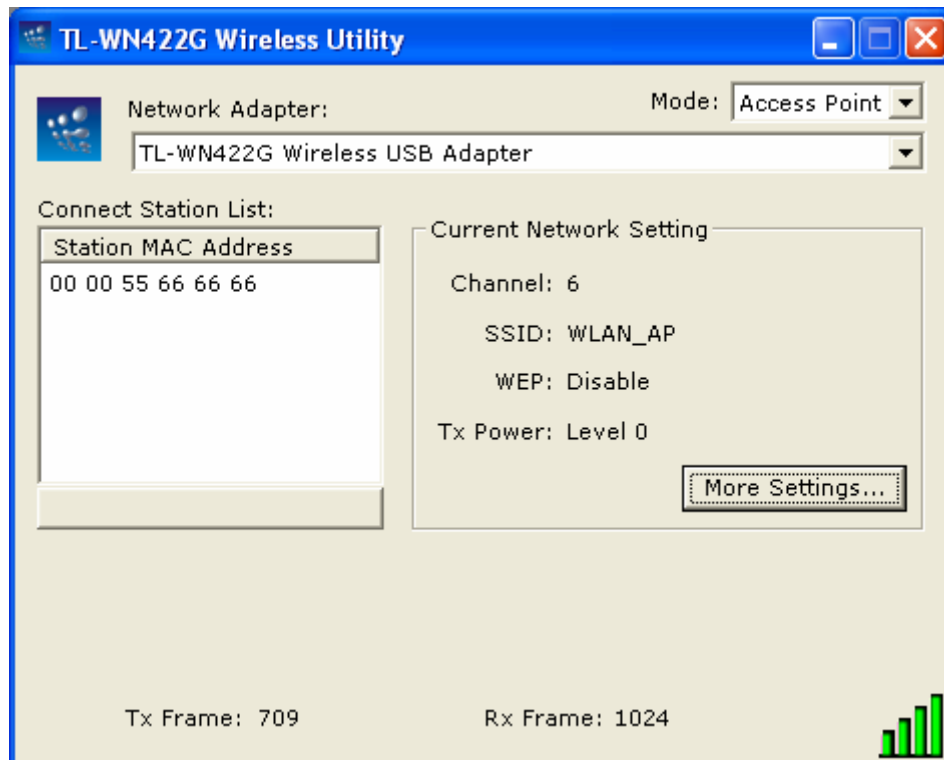 TL-WN422G Wireless Utility
Network Adapter:
Mode: Access Point
TL-WN422G Wireless USB Adapter
Connect Station List:
Station MAC Address
00 00 55 66 66 66
Current Network Setting
Channel: 6
SSID: WLAN_AP
WEP: Disable
Tx Power: Level 0
More Settings...
Tx Frame: 709
Rx Frame: 1024